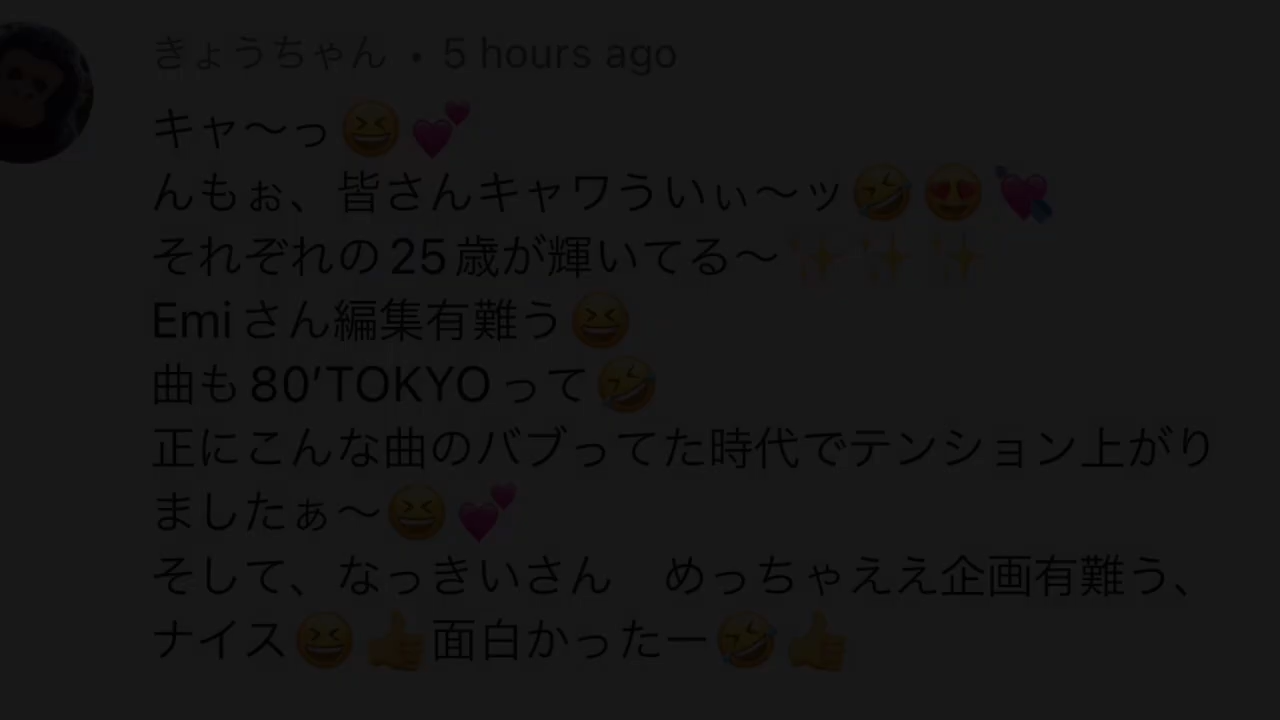 きょうちゃん • 5 hours ago
キャ〜っ😆💕
んもぉ、皆さんキャワういぃ〜ッ🤣😍💘
それぞれの25歳が輝いてる〜✨✨✨
Emiさん編集有難う😆
曲も80′TOKYOって🤣
正にこんな曲のバブってた時代でテンション上がり
ましたぁ〜😆💕
そして、なっきいさん　めっちゃええ企画有難う、
ナイス😆👍面白かったー🤣👍